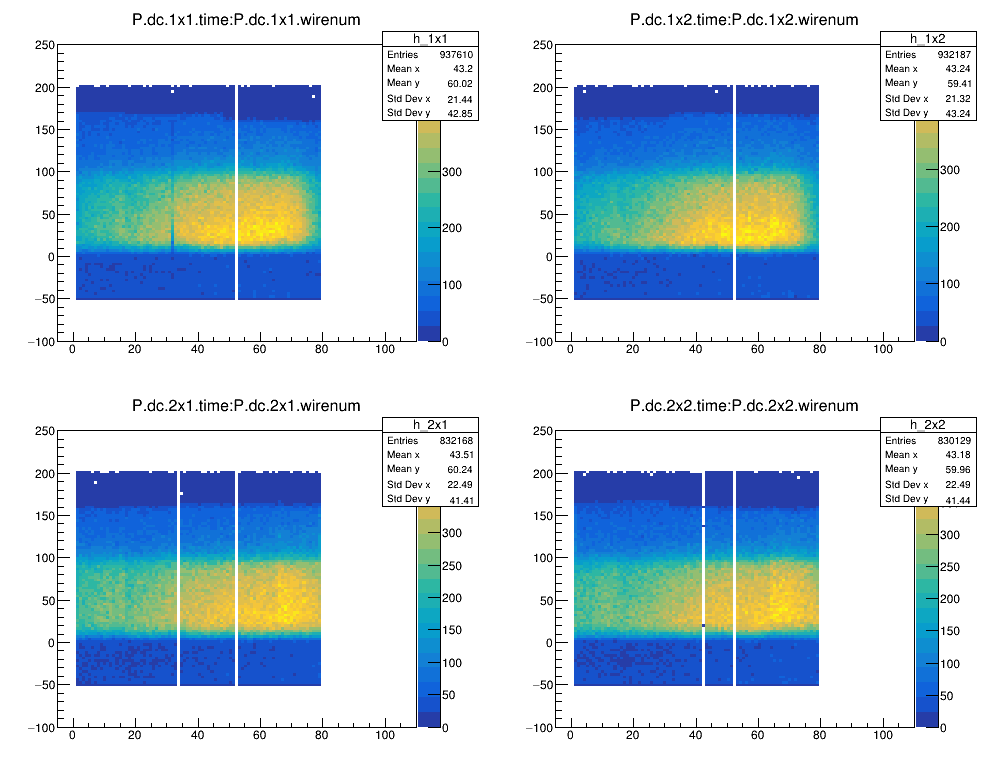 P.dc.1x1.time:P.dc.1x1.wirenum
h_1x1
Entries 937610
Mean x 43.2
Mean y 60.02
Std Dev x 21.44
Std Dev y 42.85
250
200
150
100
50
0
−50
−100
0 20 40 60 80 100
300
200
100
0
P.dc.1x2.time:P.dc.1x2.wirenum
h_1x2
Entries 932187
Mean x 43.24
Mean y 59.41
Std Dev x 21.32
Std Dev y 43.24
250
200
150
100
50
0
−50
−100
0 20 40 60 80 100
300
200
100
0
P.dc.2x1.time:P.dc.2x1.wirenum
h_2x1
Entries 832168
Mean x 43.51
Mean y 60.24
Std Dev x 22.49
Std Dev y 41.41
250
200
150
100
50
0
−50
−100
0 20 40 60 80 100
300
250
200
150
100
50
0
P.dc.2x2.time:P.dc.2x2.wirenum
h_2x2
Entries 830129
Mean x 43.18
Mean y 59.96
Std Dev x 22.49
Std Dev y 41.44
250
200
150
100
50
0
−50
−100
0 20 40 60 80 100
300
250
200
150
100
50
0